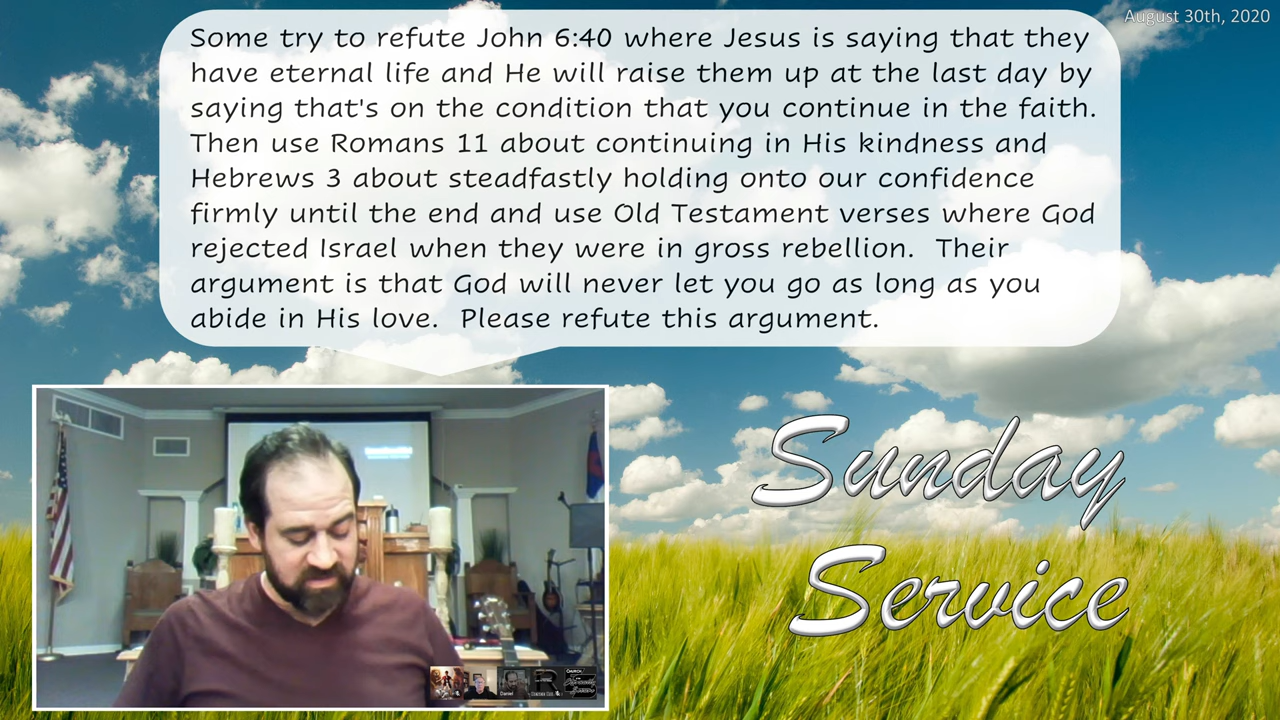 August 30th, 2020
Some try to refute John 6:40 where Jesus is saying that they
have eternal life and He will raise them up at the last day by
saying that's on the condition that you continue in the faith.
Then use Romans 11 about continuing in His kindness and
Hebrews 3 about steadfastly holding onto our confidence
firmly until the end and use Old Testament verses where God
rejected Israel when they were in gross rebellion.  Their
argument is that God will never let you go as long as you
abide in His love.  Please refute this argument.
Sunday
Service
Daniel